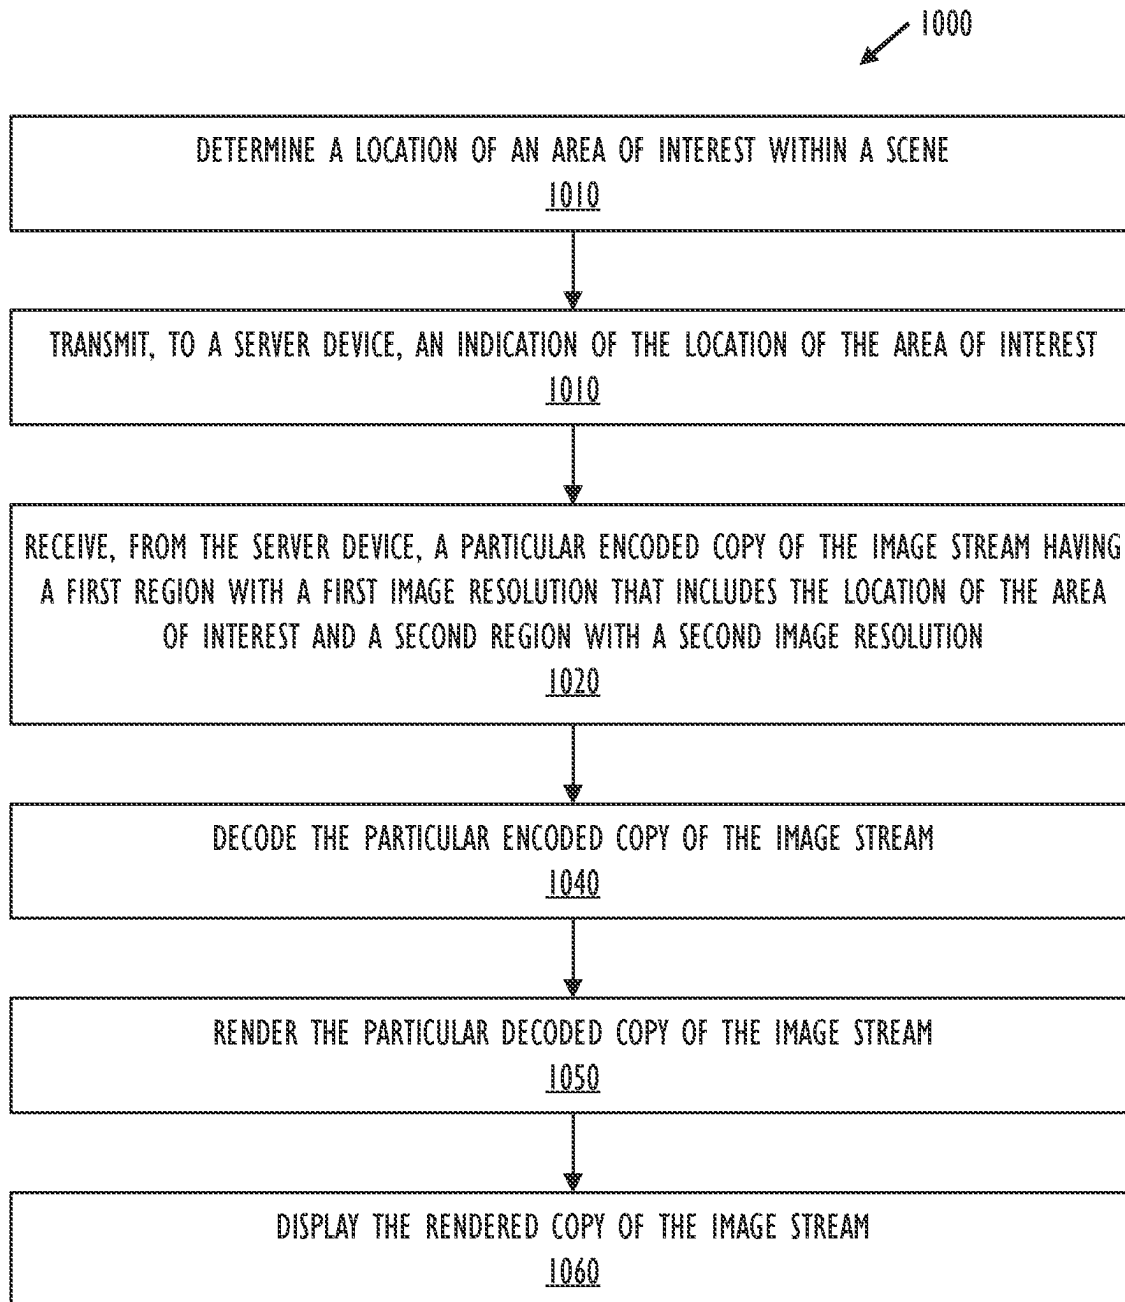 1000
DETERMINE A LOCATION OF AN AREA OF INTEREST WITHIN A SCENE
1010
TRANSMIT, TO A SERVER DEVICE, AN INDICATION OF THE LOCATION OF THE AREA OF INTEREST
1010
RECEIVE, FROM THE SERVER DEVICE, A PARTICULAR ENCODED COPY OF THE IMAGE STREAM HAVING
A FIRST REGION WITH A FIRST IMAGE RESOLUTION THAT INCLUDES THE LOCATION OF THE AREA
OF INTEREST AND A SECOND REGION WITH A SECOND IMAGE RESOLUTION
1020
DECODE THE PARTICULAR ENCODED COPY OF THE IMAGE STREAM
1040
RENDER THE PARTICULAR DECODED COPY OF THE IMAGE STREAM
1050
DISPLAY THE RENDERED COPY OF THE IMAGE STREAM
1060